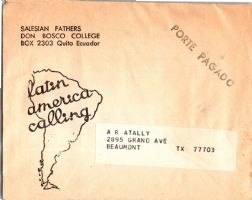 SALESIAN FATHERS
DON BOSCO COLLEGE
BOX 2303 Quito Ecuador
PORTE PAGADO
latin
america
calling
A R ATALLY
2895 GRAND AVE
BEAUMONT TX 77703